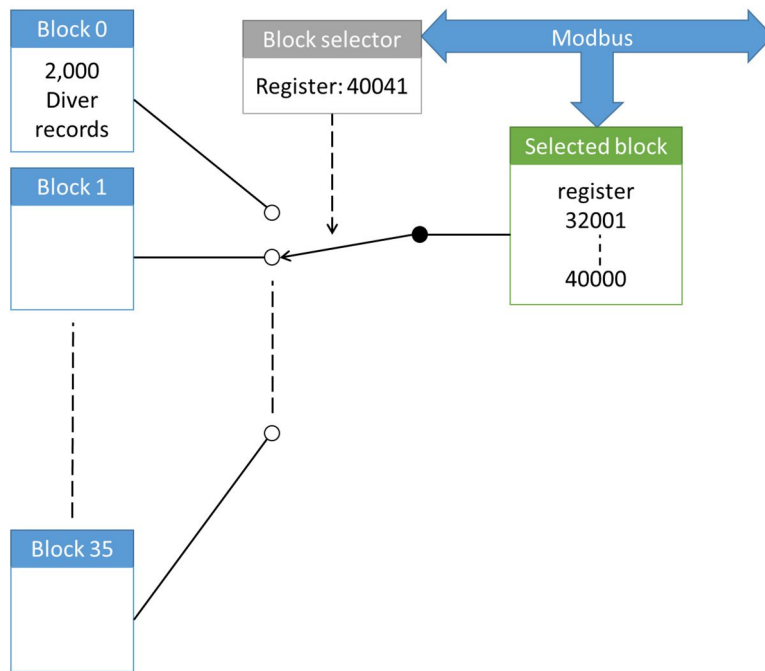 Block 0
2,000
Diver
records
Block selector
Register: 40041
Modbus
Selected block
register
32001
40000
Block 1
Block 35